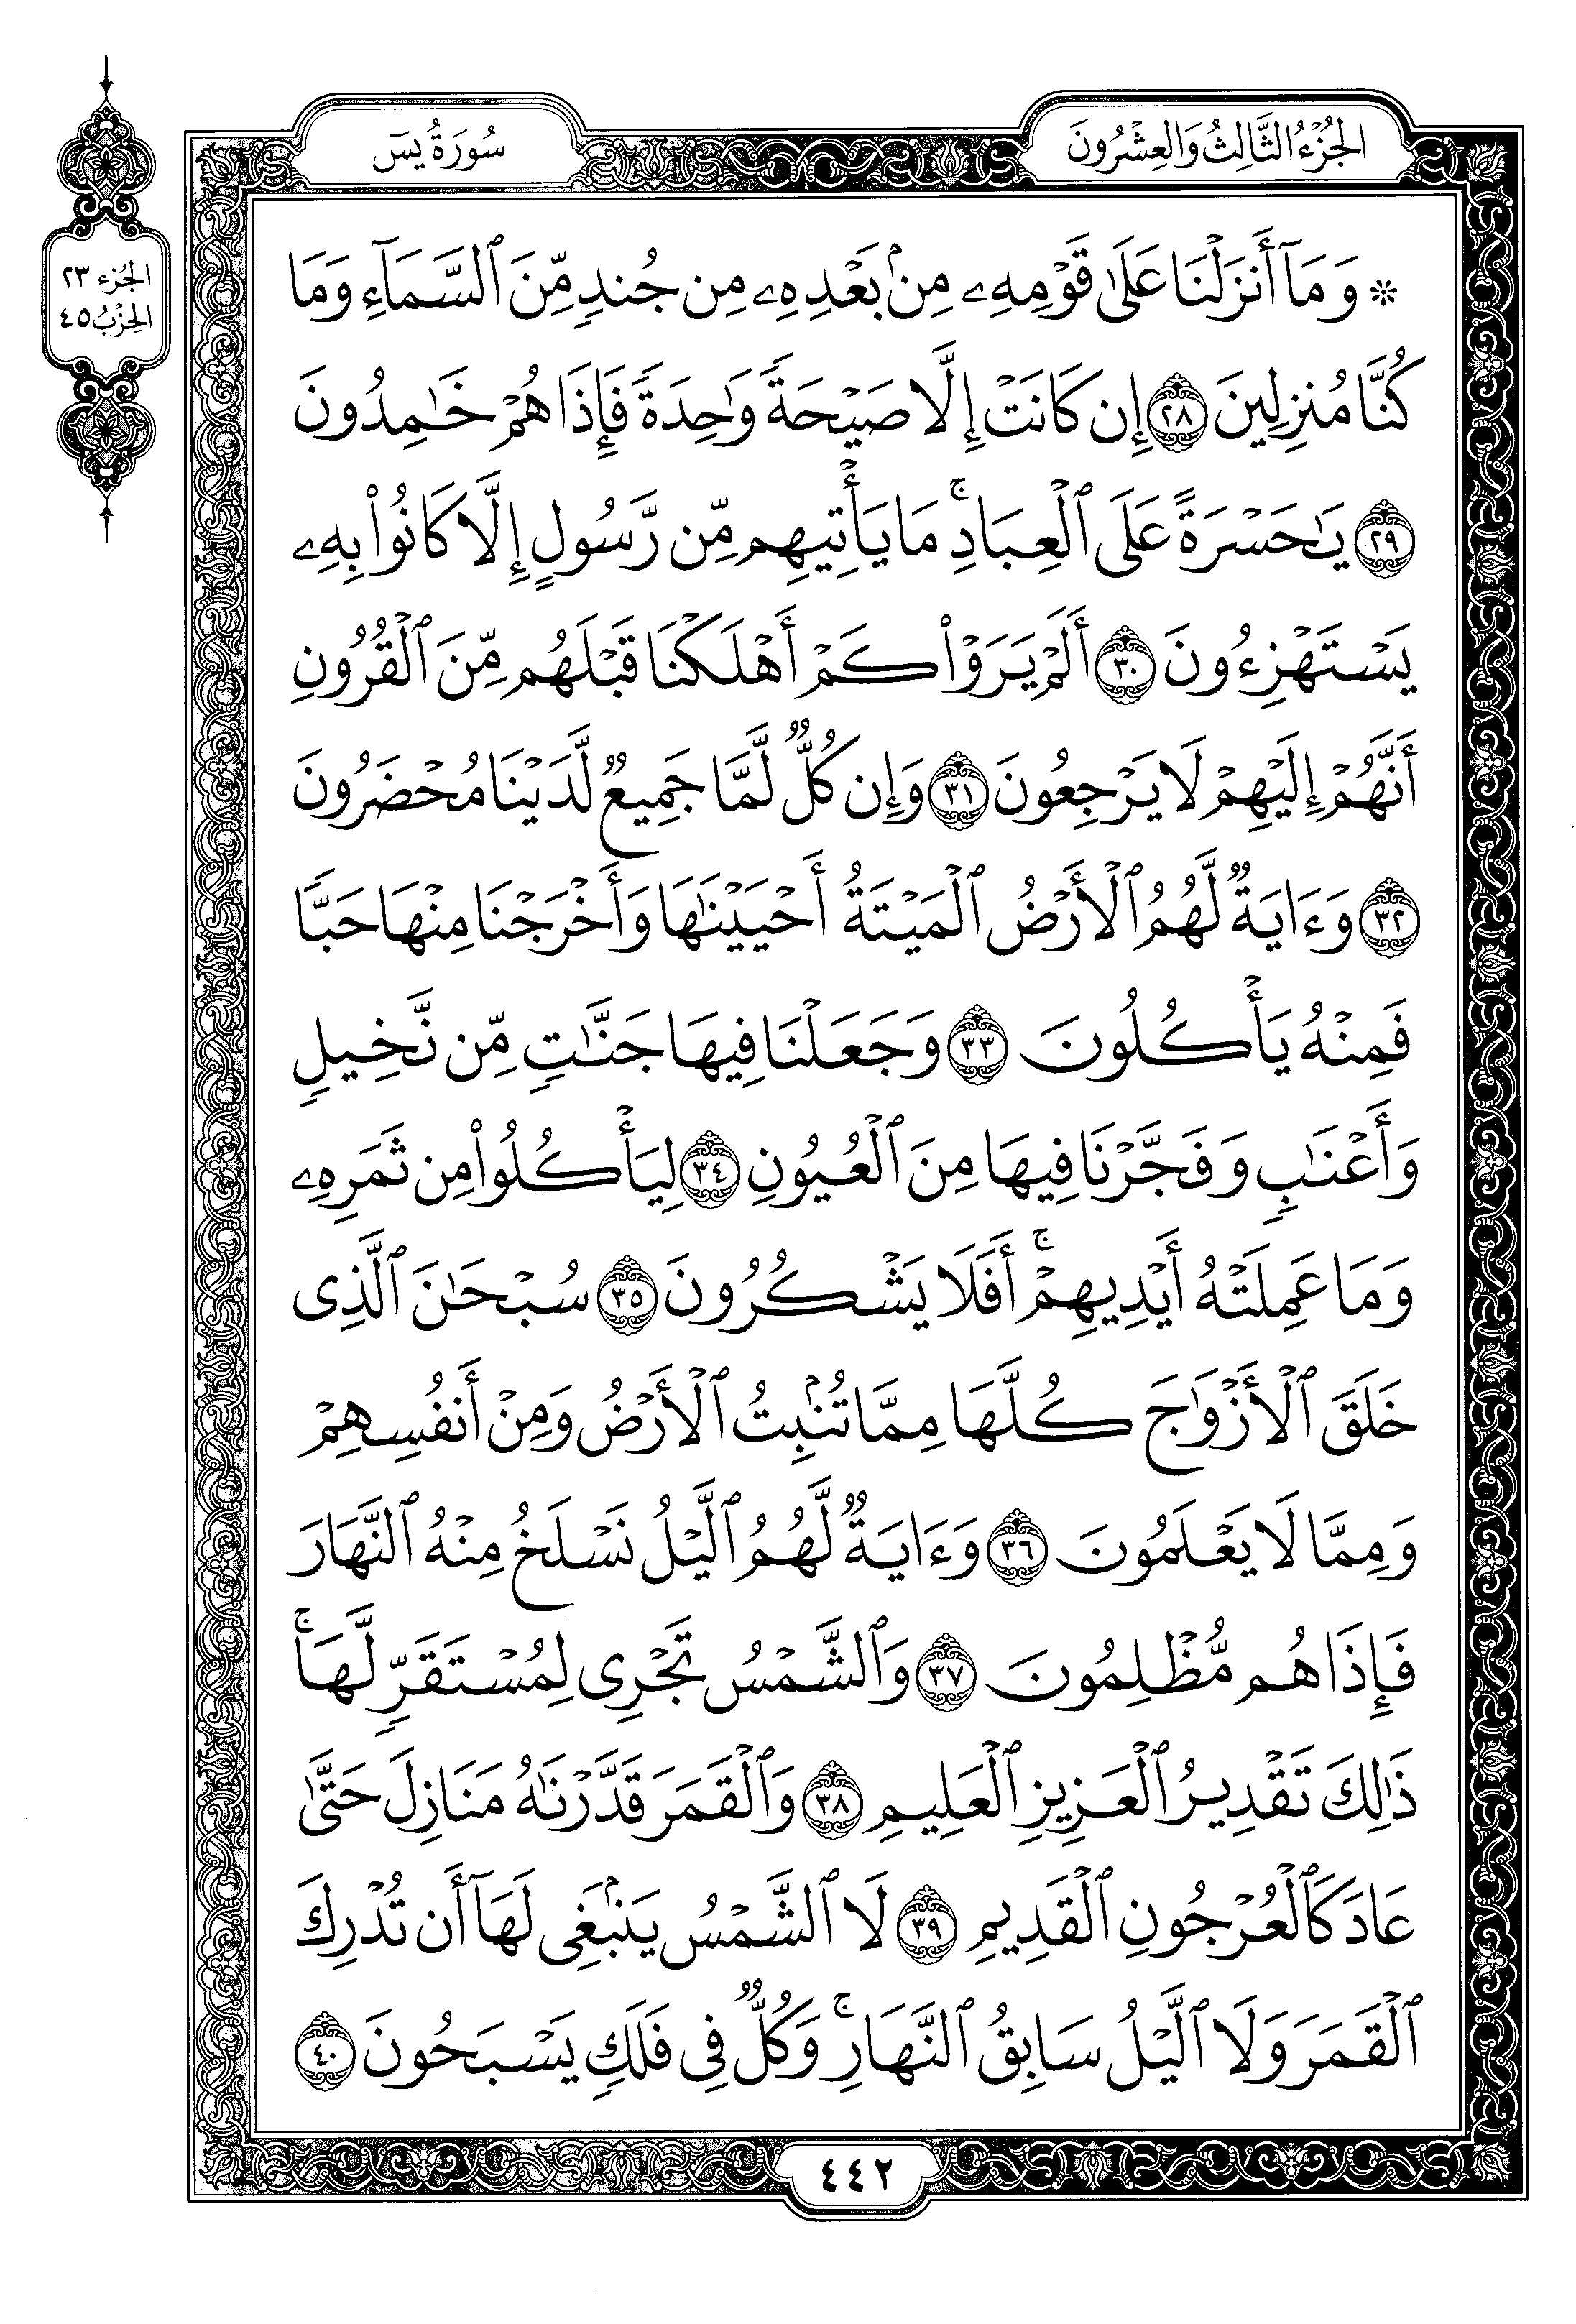 الجُزْءُ الثَّالِثُ وَالعِشْرُونَ
سُورَةُ يسٓ
الجُزء ٢٣
الحِزْبُ ٤٥
۞ وَمَآ أَنزَلْنَا عَلَىٰ قَوْمِهِۦ مِنۢ بَعْدِهِۦ مِن جُندٍ مِّنَ ٱلسَّمَآءِ وَمَا
كُنَّا مُنزِلِينَ ٢٨ إِن كَانَتْ إِلَّا صَيْحَةً وَٰحِدَةً فَإِذَا هُمْ خَٰمِدُونَ
٢٩ يَٰحَسْرَةً عَلَى ٱلْعِبَادِۚ مَا يَأْتِيهِم مِّن رَّسُولٍ إِلَّا كَانُوا۟ بِهِۦ
يَسْتَهْزِءُونَ ٣٠ أَلَمْ يَرَوْا۟ كَمْ أَهْلَكْنَا قَبْلَهُم مِّنَ ٱلْقُرُونِ
أَنَّهُمْ إِلَيْهِمْ لَا يَرْجِعُونَ ٣١ وَإِن كُلٌّ لَّمَّا جَمِيعٌ لَّدَيْنَا مُحْضَرُونَ
٣٢ وَءَايَةٌ لَّهُمُ ٱلْأَرْضُ ٱلْمَيْتَةُ أَحْيَيْنَٰهَا وَأَخْرَجْنَا مِنْهَا حَبًّا
فَمِنْهُ يَأْكُلُونَ ٣٣ وَجَعَلْنَا فِيهَا جَنَّٰتٍ مِّن نَّخِيلٍ
وَأَعْنَٰبٍ وَفَجَّرْنَا فِيهَا مِنَ ٱلْعُيُونِ ٣٤ لِيَأْكُلُوا۟ مِن ثَمَرِهِۦ
وَمَا عَمِلَتْهُ أَيْدِيهِمْۚ أَفَلَا يَشْكُرُونَ ٣٥ سُبْحَٰنَ ٱلَّذِى
خَلَقَ ٱلْأَزْوَٰجَ كُلَّهَا مِمَّا تُنۢبِتُ ٱلْأَرْضُ وَمِنْ أَنفُسِهِمْ
وَمِمَّا لَا يَعْلَمُونَ ٣٦ وَءَايَةٌ لَّهُمُ ٱلَّيْلُ نَسْلَخُ مِنْهُ ٱلنَّهَارَ
فَإِذَا هُم مُّظْلِمُونَ ٣٧ وَٱلشَّمْسُ تَجْرِى لِمُسْتَقَرٍّ لَّهَاۚ
ذَٰلِكَ تَقْدِيرُ ٱلْعَزِيزِ ٱلْعَلِيمِ ٣٨ وَٱلْقَمَرَ قَدَّرْنَٰهُ مَنَازِلَ حَتَّىٰ
عَادَ كَٱلْعُرْجُونِ ٱلْقَدِيمِ ٣٩ لَا ٱلشَّمْسُ يَنۢبَغِى لَهَآ أَن تُدْرِكَ
ٱلْقَمَرَ وَلَا ٱلَّيْلُ سَابِقُ ٱلنَّهَارِۚ وَكُلٌّ فِى فَلَكٍ يَسْبَحُونَ ٤٠
٤٤٢